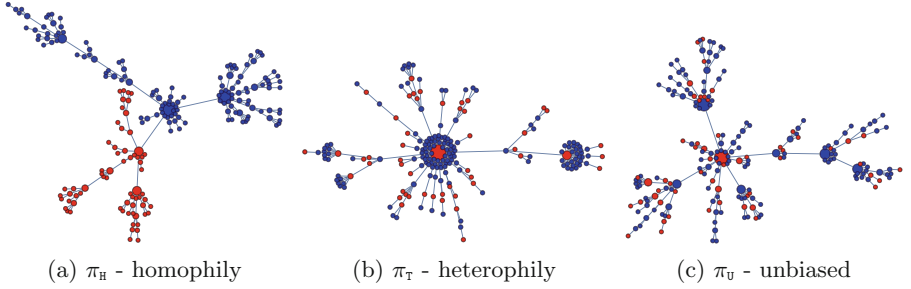 (a) π_H - homophily (b) π_T - heterophily (c) π_U - unbiased